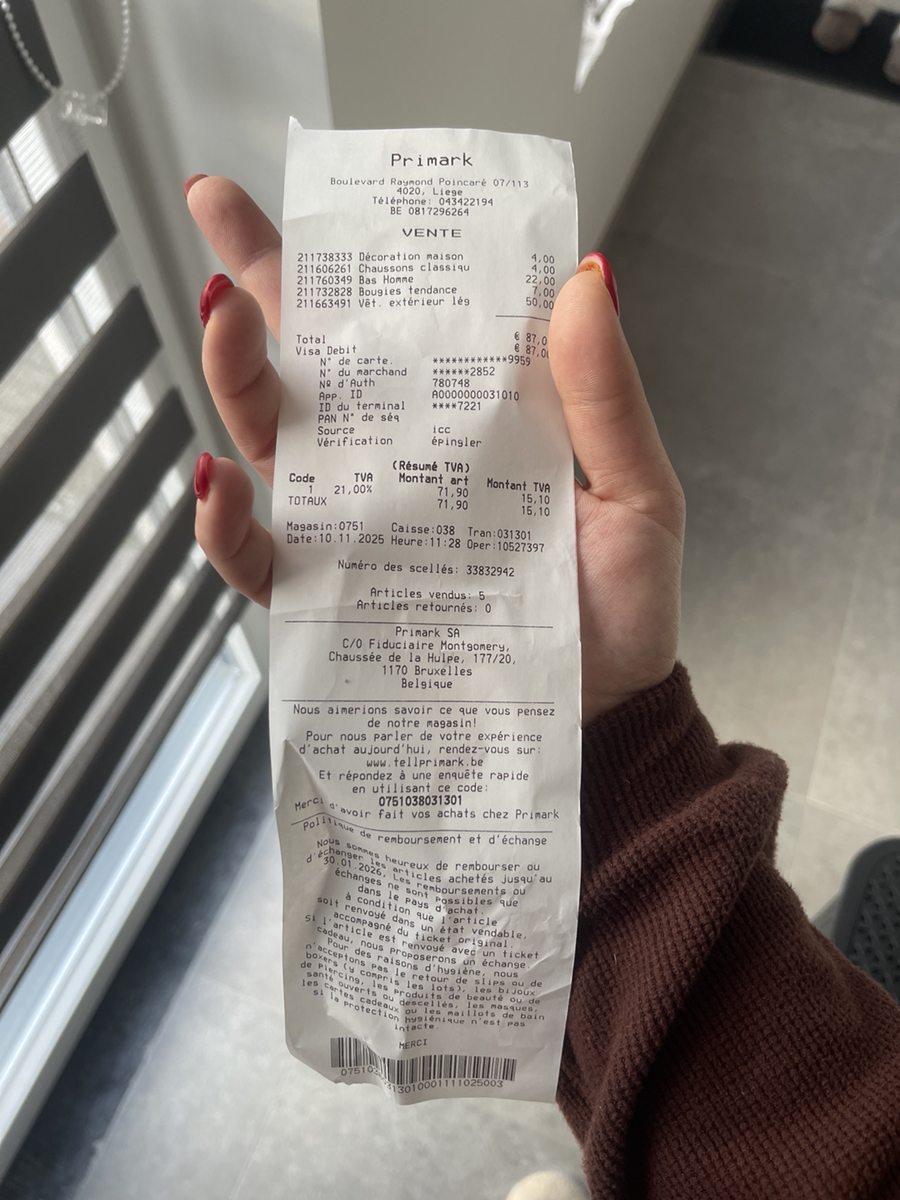 Primark
Boulevard Raymond Poincaré 07/113
4020, Liege
Téléphone: 043422194
BE 0817296264
VENTE
211738333 Décoration maison 4,00
211606261 Chaussons classiqu 4,00
211760349 Bas Homme 22,00
211732828 Bougies tendance 7,00
211663491 Vêt. extérieur lég 50,00
Total € 87,0
Visa Debit € 87,0
N° de carte. ************9959
N° du marchand ******2852
Nº d'Auth 780748
App. ID A0000000031010
ID du terminal ****7221
PAN N° de séq
Source icc
Vérification épingler
(Résumé TVA)
Code TVA Montant art Montant TVA
1 21,00% 71,90 15,10
TOTAUX 71,90 15,10
Magasin:0751 Caisse:038 Tran:031301
Date:10.11.2025 Heure:11:28 Oper:10527397
Numéro des scellés: 33832942
Articles vendus: 5
Articles retournés: 0
Primark SA
C/O Fiduciaire Montgomery,
Chaussée de la Hulpe, 177/20,
1170 Bruxelles
Belgique
Nous aimerions savoir ce que vous pensez
de notre magasin!
Pour nous parler de votre expérience
d'achat aujourd'hui, rendez-vous sur:
www.tellprimark.be
Et répondez à une enquête rapide
en utilisant ce code:
0751038031301
Merci d'avoir fait vos achats chez Primark
Politique de remboursement et d'échange
Nous sommes heureux de rembourser ou
d'échanger les articles achetés jusqu'au
30.01.2026. Les remboursements ou
échanges ne sont possibles que
dans le pays d'achat.
à condition que l'article
soit renvoyé dans un état vendable,
accompagné du ticket original.
Si l'article est renvoyé avec un ticket
cadeau, nous proposerons un échange.
Pour des raisons d'hygiène, nous
n'acceptons pas le retour de slips ou de
boxers (y compris les lots), les bijoux
de piercing, les produits de beauté ou de
santé ouverts ou descellés, les masques,
les cartes cadeaux ou les maillots de bain
si la protection hygiénique n'est pas
intacte.
MERCI